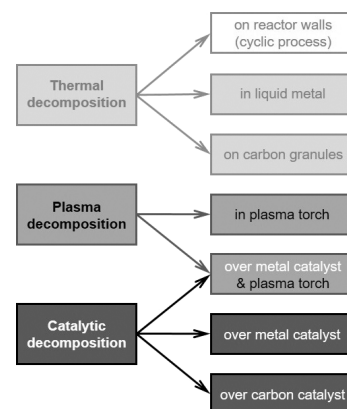 on reactor walls
(cyclic process)
Thermal
decomposition
in liquid metal
on carbon granules
Plasma
decomposition
in plasma torch
over metal catalyst
& plasma torch
Catalytic
decomposition
over metal catalyst
over carbon catalyst